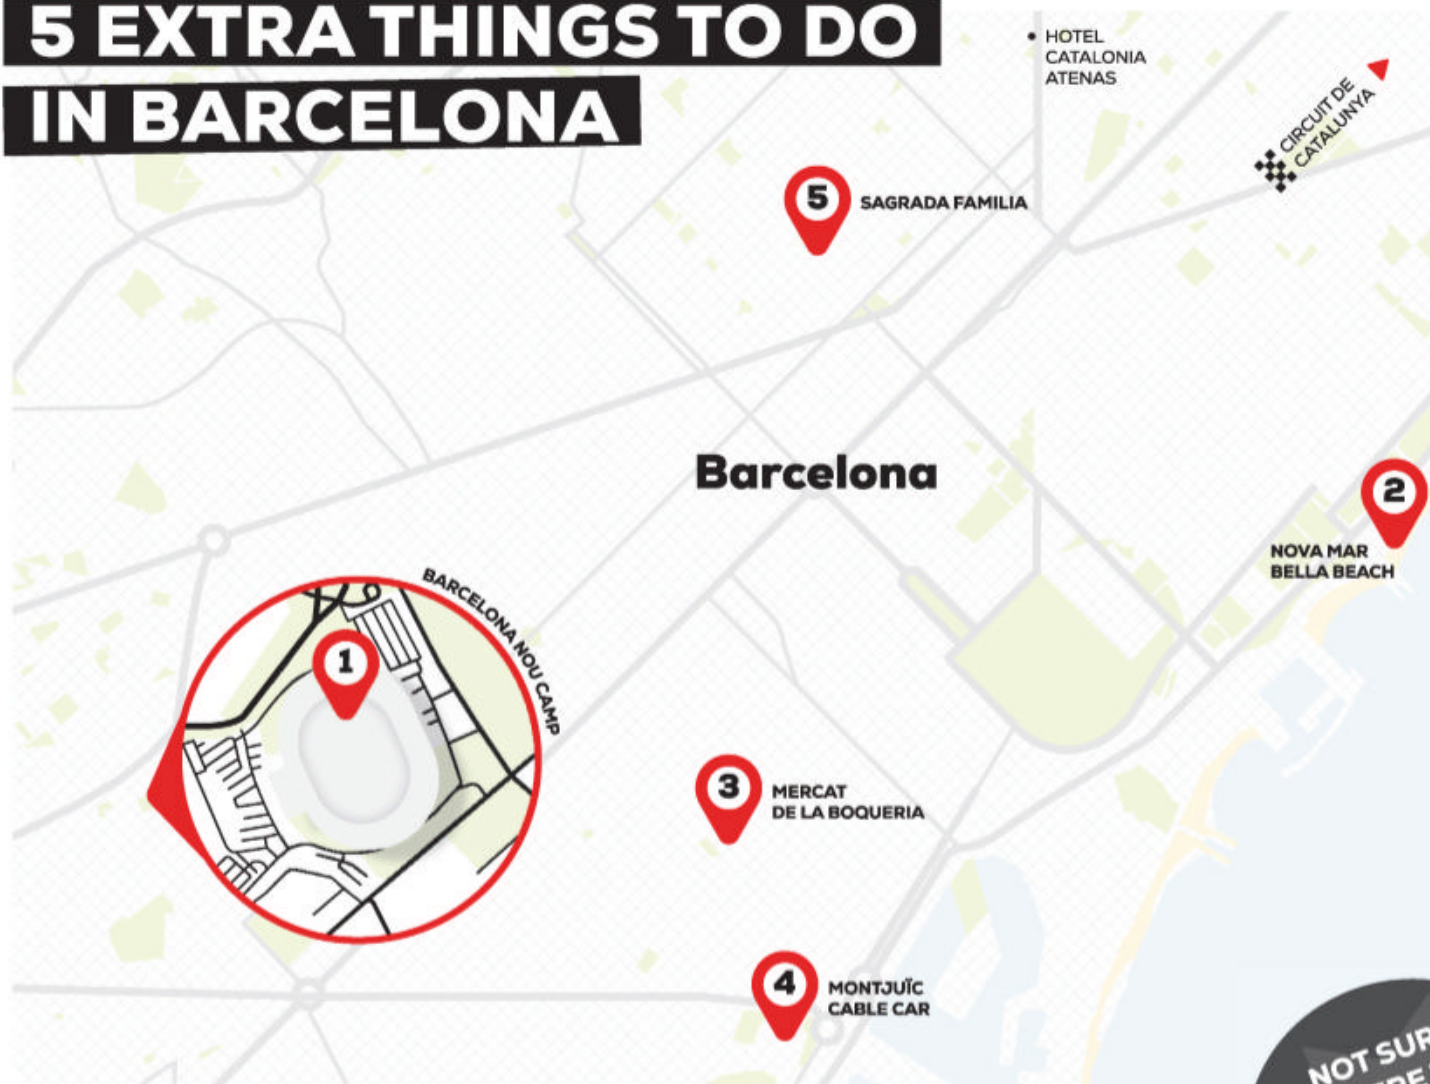 5 EXTRA THINGS TO DO
IN BARCELONA
HOTEL
CATALONIA
ATENAS
CIRCUIT DE
CATALUNYA
5
SAGRADA FAMILIA
Barcelona
2
NOVA MAR
BELLA BEACH
BARCELONA NOU CAMP
1
3
MERCAT
DE LA BOQUERIA
4
MONTJUÏC
CABLE CAR
NOT